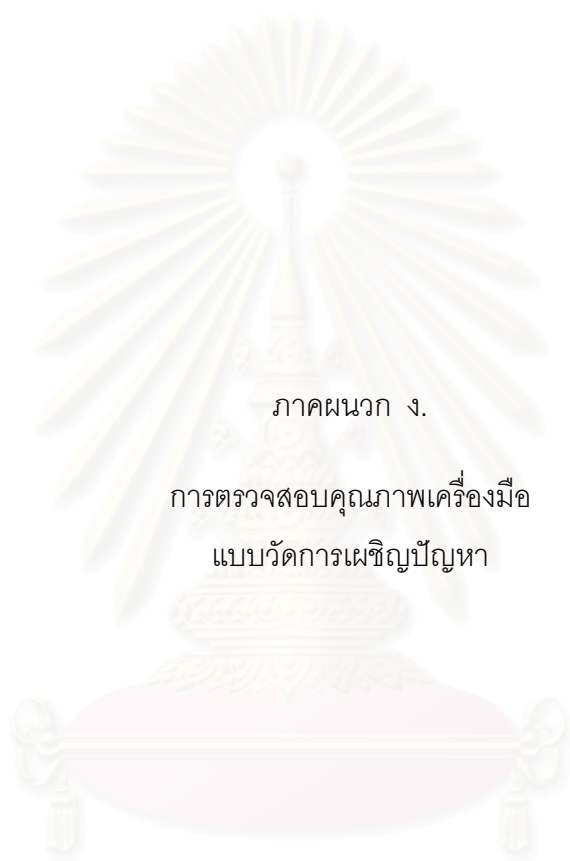 ภาคผนวก ง.
การตรวจสอบคุณภาพเครื่องมือ
แบบวัดการเผชิญปัญหา